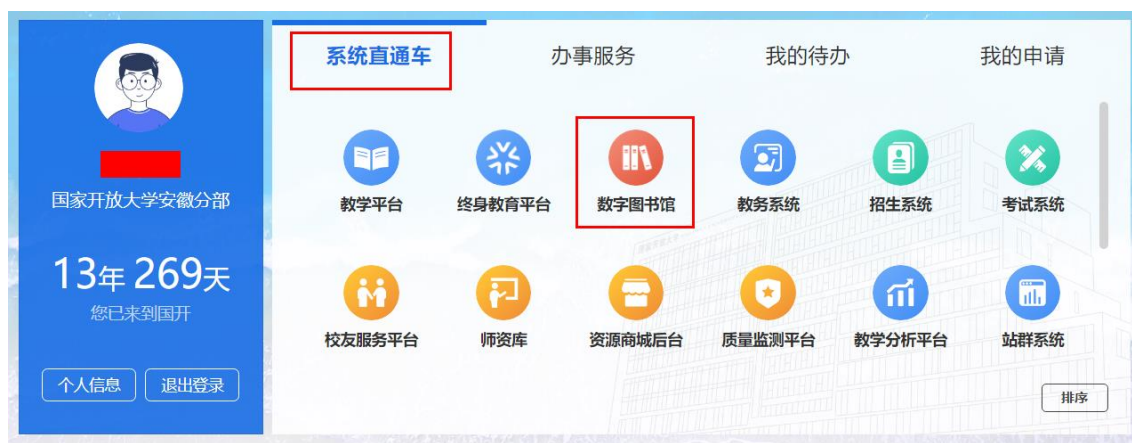 系统直通车
办事服务
我的待办
我的申请
国家开放大学安徽分部
13年 269天
您已来到国开
个人信息
退出登录
教学平台
终身教育平台
数字图书馆
教务系统
招生系统
考试系统
校友服务平台
师资库
资源商城后台
质量监测平台
教学分析平台
站群系统
排序